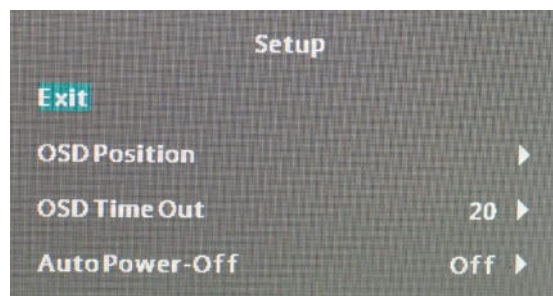 Setup
Exit
OSD Position
OSD Time Out 20
Auto Power-Off Off